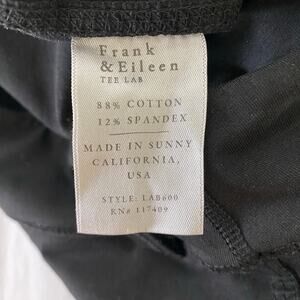 Frank
& Eileen
TEE LAB
88% COTTON
12% SPANDEX
MADE IN SUNNY
CALIFORNIA,
USA
STYLE: LAB600
RN# 117409